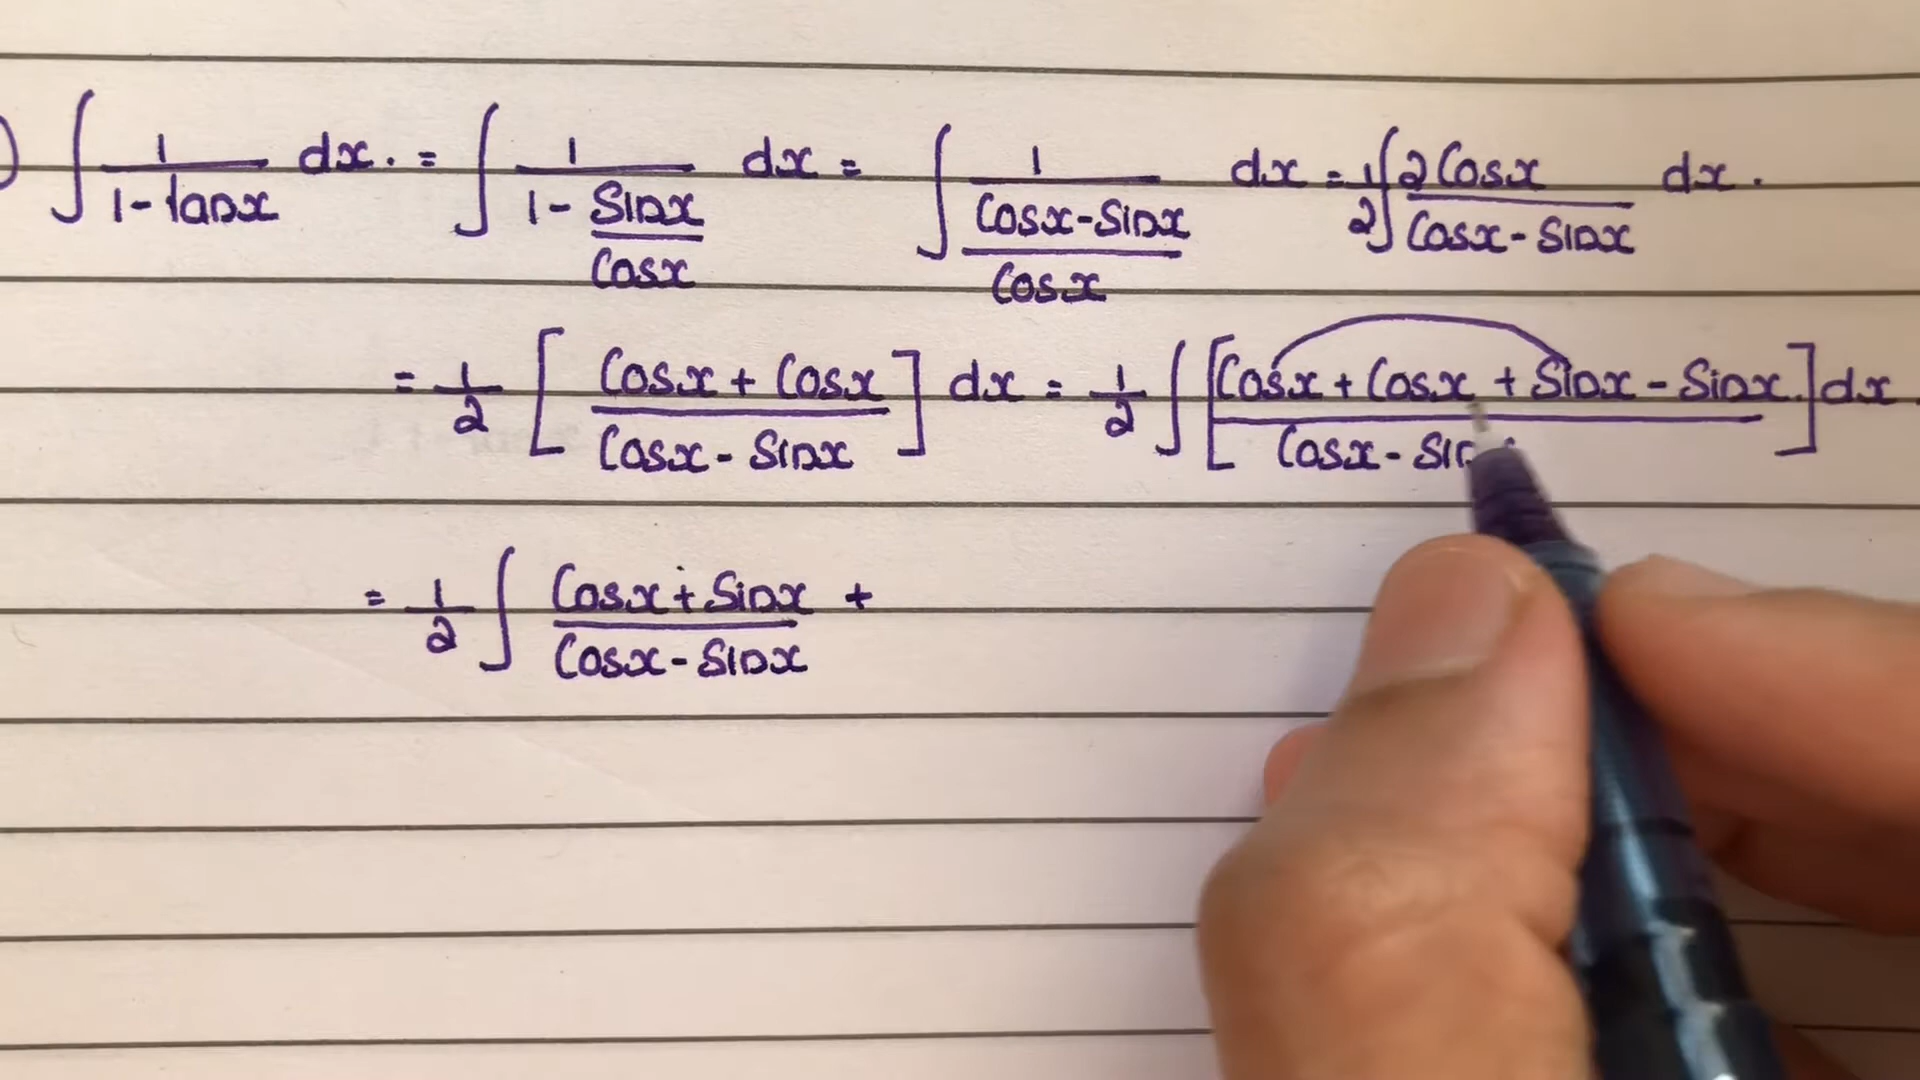 ) ∫ 1/(1 - tanx) dx. = ∫ 1/(1 - Sinx/Cosx) dx = ∫ 1/((Cosx - Sinx)/Cosx) dx = 1/2 ∫ 2Cosx/(Cosx - Sinx) dx.
= 1/2 [ (Cosx + Cosx)/(Cosx - Sinx) ] dx = 1/2 ∫ [ (Cosx + Cosx + Sinx - Sinx.)/(Cosx - Sin) ] dx.
= 1/2 ∫ (Cosx + Sinx)/(Cosx - Sinx) +